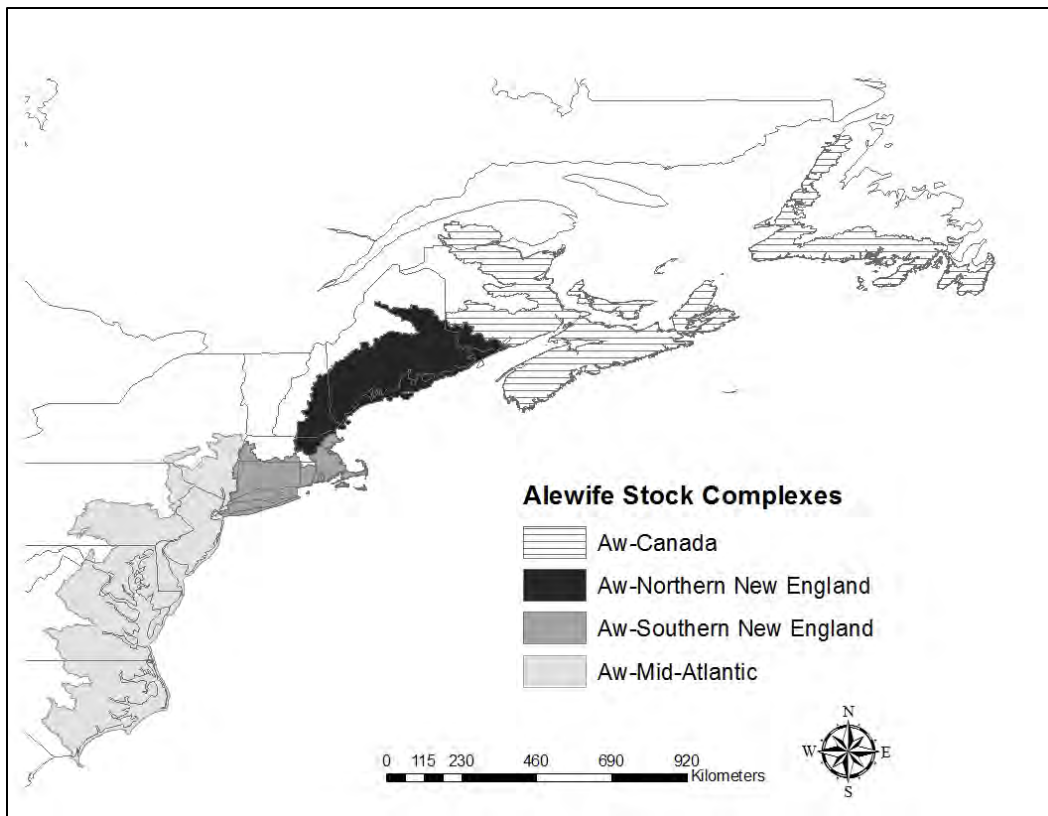 Alewife Stock Complexes
Aw-Canada
Aw-Northern New England
Aw-Southern New England
Aw-Mid-Atlantic
N
W E
S
0 115 230 460 690 920
Kilometers